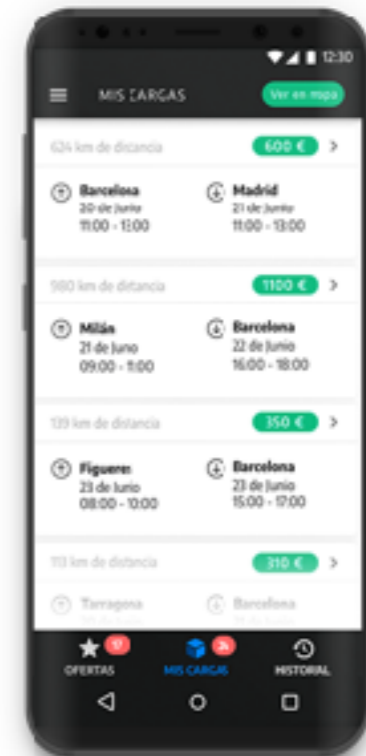 12:30
MIS CARGAS
Ver en mapa
624 km de distancia
600 €
Barcelona
20 de Junio
11:00 - 13:00
Madrid
21 de Junio
11:00 - 13:00
980 km de distancia
1100 €
Milán
21 de Junio
09:00 - 11:00
Barcelona
22 de Junio
16:00 - 18:00
139 km de distancia
350 €
Figueres
23 de Junio
08:00 - 10:00
Barcelona
23 de Junio
15:00 - 17:00
113 km de distancia
310 €
Tarragona
Barcelona
17
OFERTAS
24
MIS CARGAS
HISTORIAL